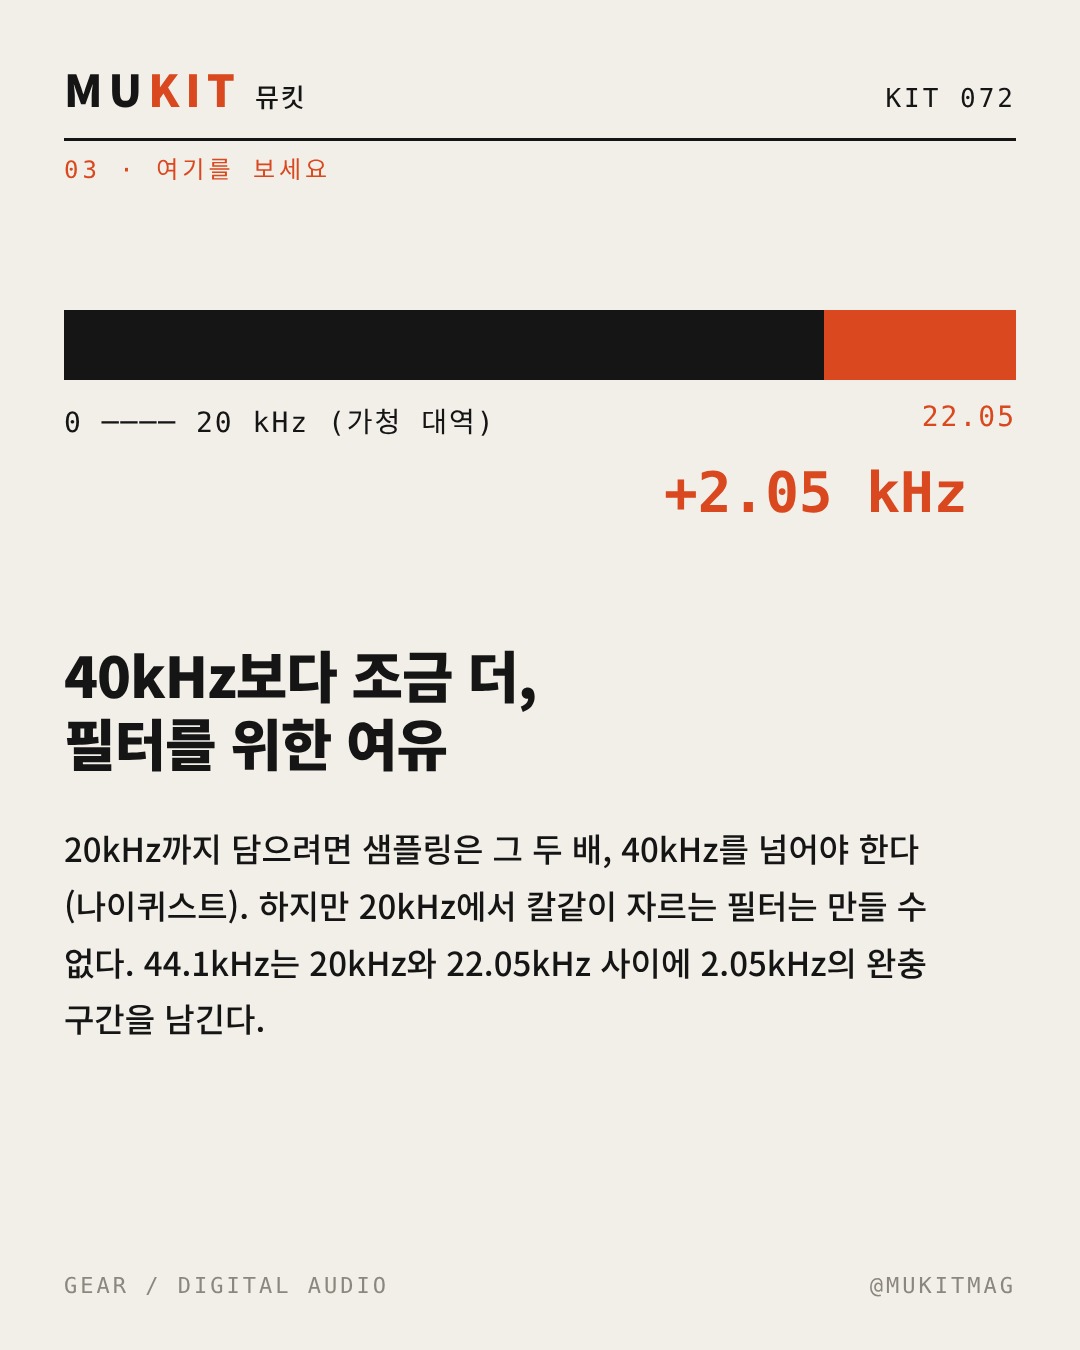 MUKIT 뮤킷
KIT 072
03 · 여기를 보세요
0 ──── 20 kHz (가청 대역)
22.05
+2.05 kHz
40kHz보다 조금 더,
필터를 위한 여유
20kHz까지 담으려면 샘플링은 그 두 배, 40kHz를 넘어야 한다
(나이퀴스트). 하지만 20kHz에서 칼같이 자르는 필터는 만들 수
없다. 44.1kHz는 20kHz와 22.05kHz 사이에 2.05kHz의 완충
구간을 남긴다.
GEAR / DIGITAL AUDIO
@MUKITMAG